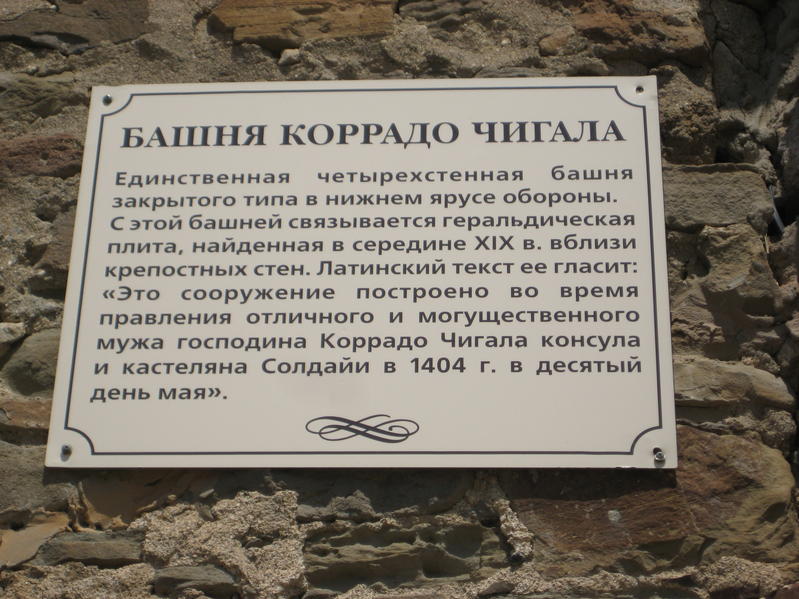 БАШНЯ КОРРАДО ЧИГАЛА
Единственная четырехстенная башня
закрытого типа в нижнем ярусе обороны.
С этой башней связывается геральдическая
плита, найденная в середине XIX в. вблизи
крепостных стен. Латинский текст ее гласит:
«Это сооружение построено во время
правления отличного и могущественного
мужа господина Коррадо Чигала консула
и кастеляна Солдайи в 1404 г. в десятый
день мая».